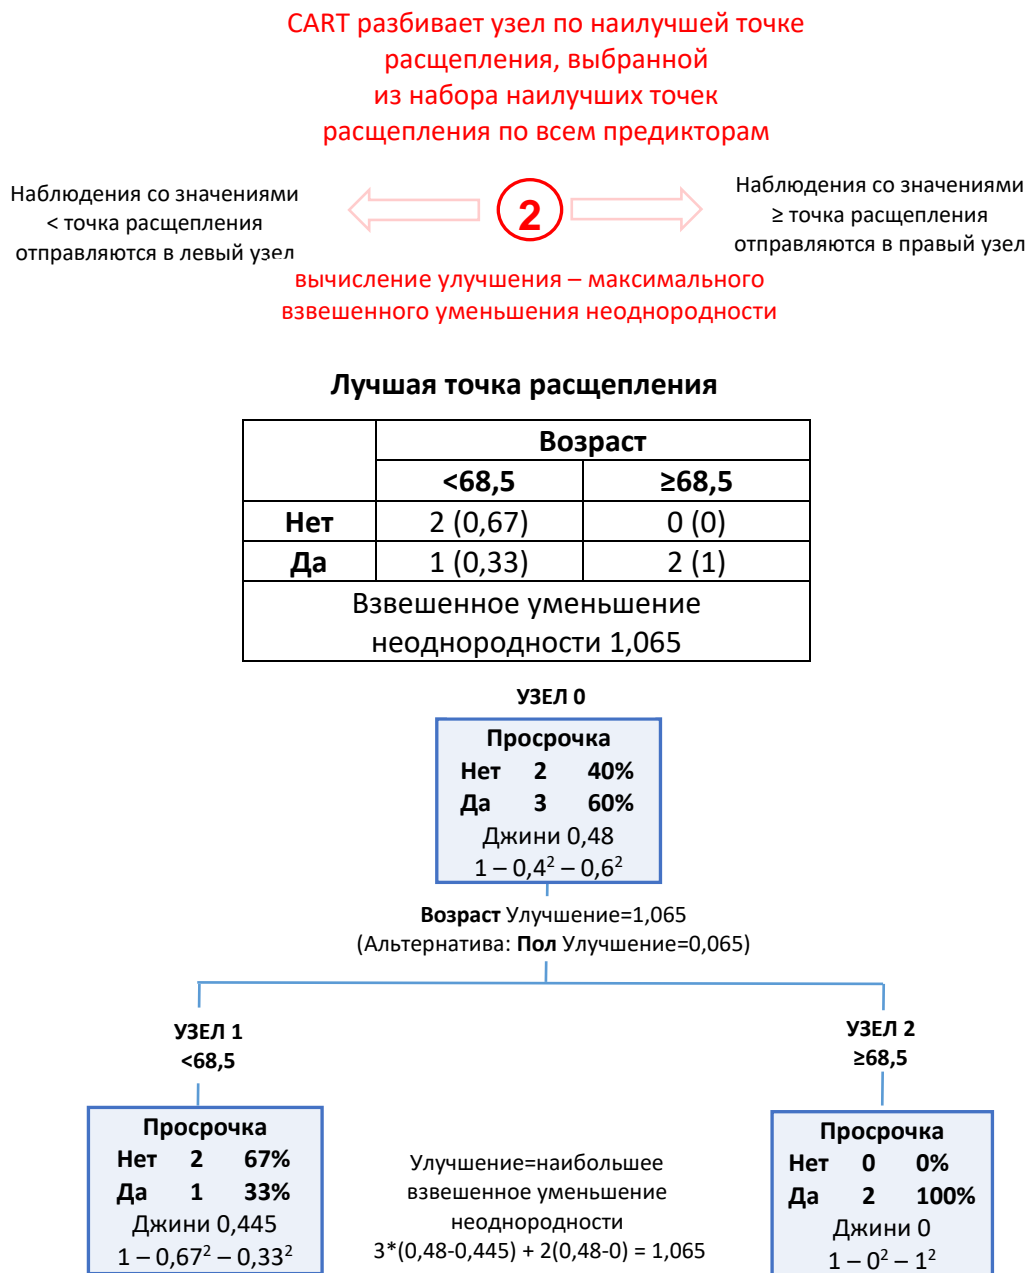 CART разбивает узел по наилучшей точке
расщепления, выбранной
из набора наилучших точек
расщепления по всем предикторам
Наблюдения со значениями
< точка расщепления
отправляются в левый узел
2
Наблюдения со значениями
≥ точка расщепления
отправляются в правый узел
вычисление улучшения – максимального
взвешенного уменьшения неоднородности
Лучшая точка расщепления
Возраст
<68,5 ≥68,5
Нет 2 (0,67) 0 (0)
Да 1 (0,33) 2 (1)
Взвешенное уменьшение
неоднородности 1,065
УЗЕЛ 0
Просрочка
Нет 2 40%
Да 3 60%
Джини 0,48
1 – 0,4² – 0,6²
Возраст Улучшение=1,065
(Альтернатива: Пол Улучшение=0,065)
УЗЕЛ 1
<68,5
Просрочка
Нет 2 67%
Да 1 33%
Джини 0,445
1 – 0,67² – 0,33²
Улучшение=наибольшее
взвешенное уменьшение
неоднородности
3*(0,48-0,445) + 2(0,48-0) = 1,065
УЗЕЛ 2
≥68,5
Просрочка
Нет 0 0%
Да 2 100%
Джини 0
1 – 0² – 1²